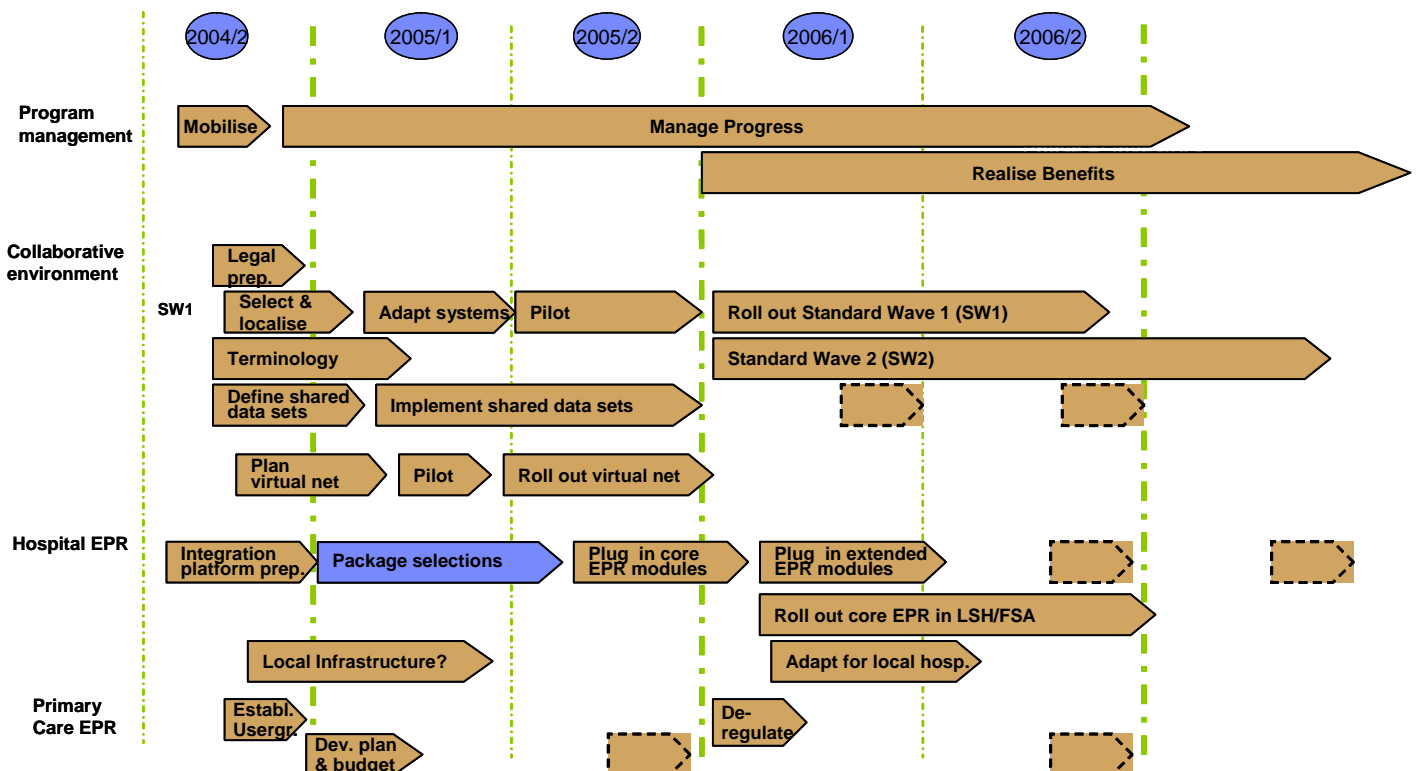 2004/2
2005/1
2005/2
2006/1
2006/2
Program
management
Mobilise
Manage Progress
Realise Benefits
Collaborative
environment
Legal
prep.
SW1
Select &
localise
Adapt systems
Pilot
Roll out Standard Wave 1 (SW1)
Terminology
Standard Wave 2 (SW2)
Define shared
data sets
Implement shared data sets
Plan
virtual net
Pilot
Roll out virtual net
Hospital EPR
Integration
platform prep.
Package selections
Plug in core
EPR modules
Plug in extended
EPR modules
Roll out core EPR in LSH/FSA
Local Infrastructure?
Adapt for local hosp.
Primary
Care EPR
Establ.
Usergr.
De-
regulate
Dev. plan
& budget